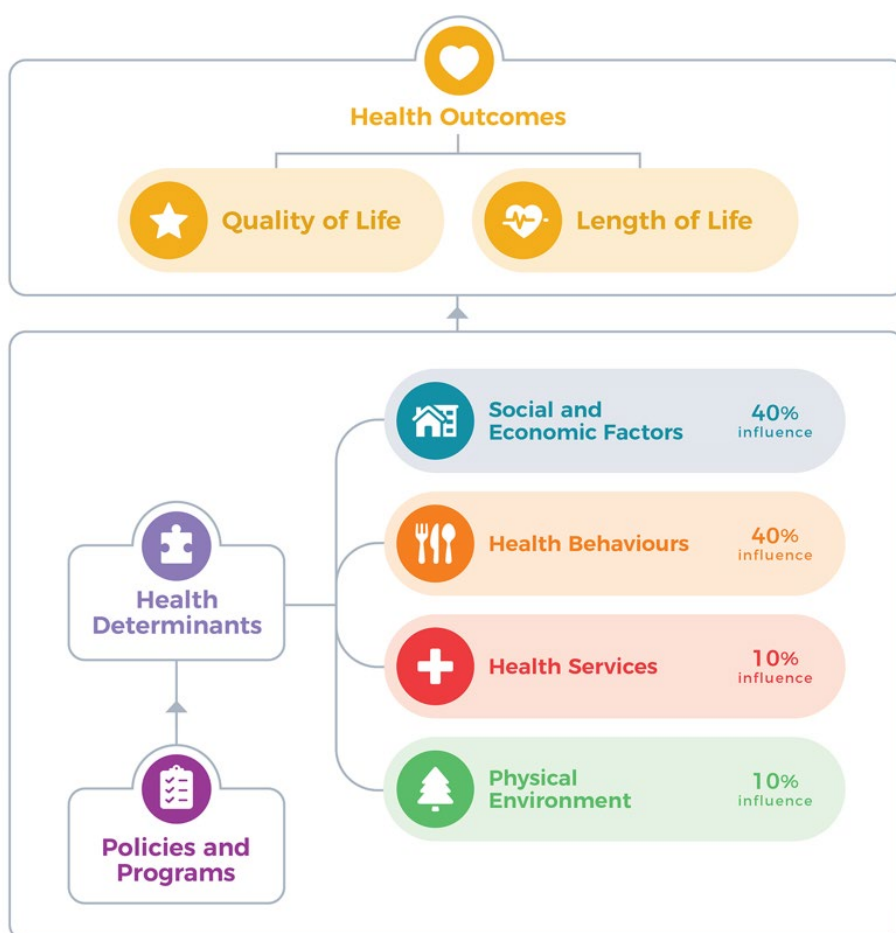 Health Outcomes
Quality of Life
Length of Life
Social and
Economic Factors
40%
influence
Health Behaviours
40%
influence
Health
Determinants
Health Services
10%
influence
Physical
Environment
10%
influence
Policies and
Programs